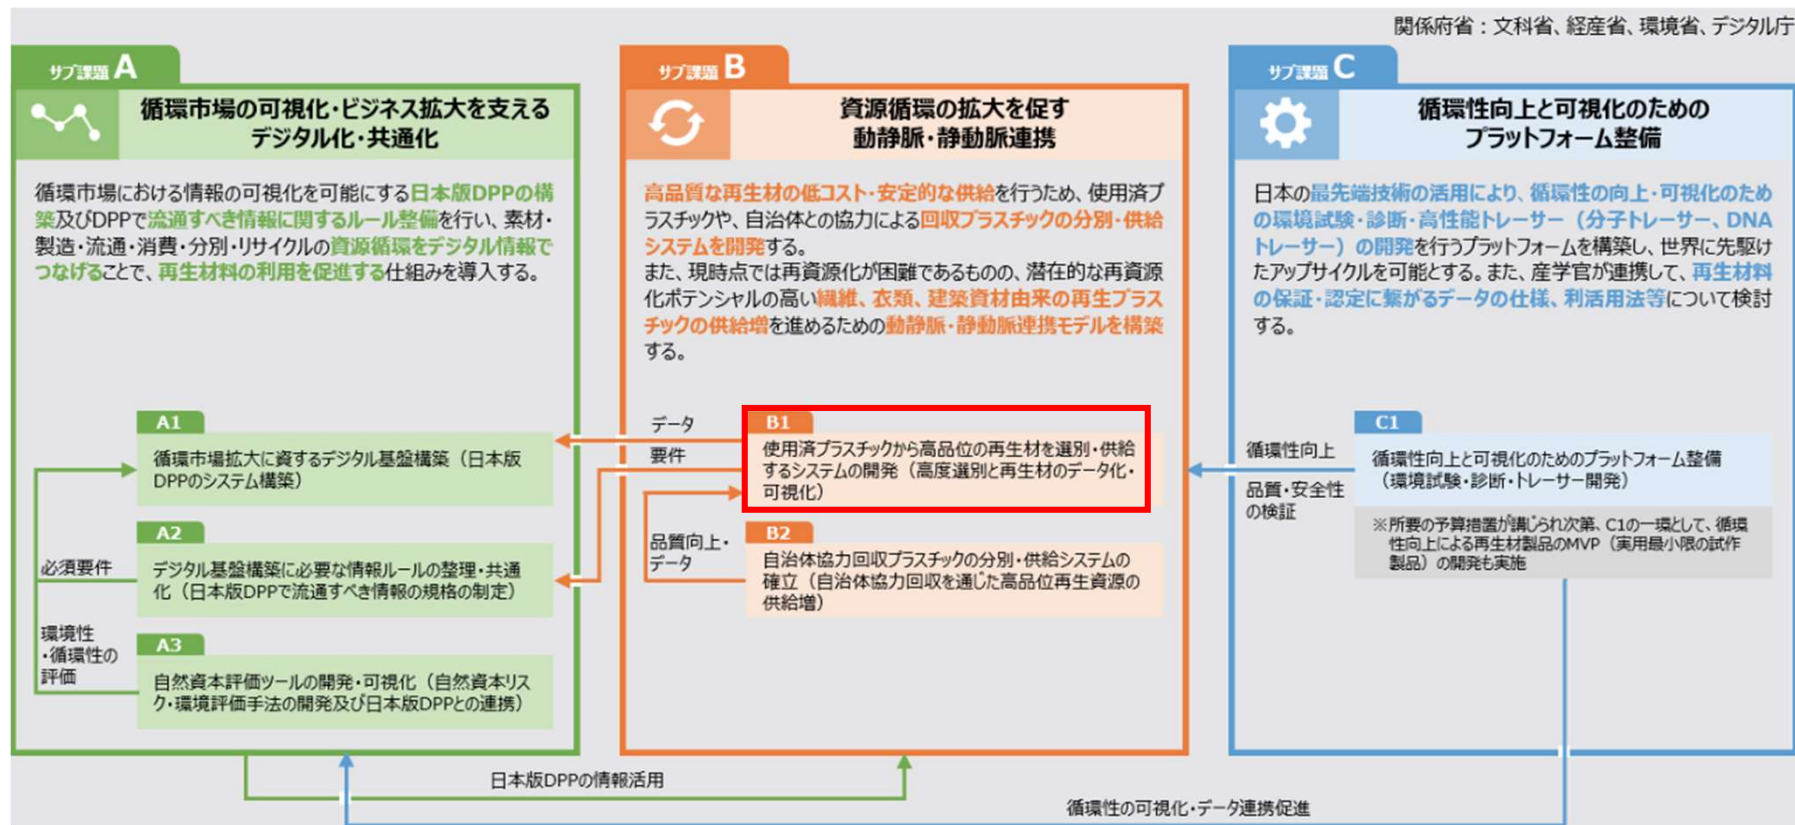 関係府省：文科省、経産省、環境省、デジタル庁
サブ課題 A
循環市場の可視化・ビジネス拡大を支える
デジタル化・共通化
循環市場における情報の可視化を可能にする日本版DPPの構
築及びDPPで流通すべき情報に関するルール整備を行い、素材・
製造・流通・消費・分別・リサイクルの資源循環をデジタル情報で
つなげることで、再生材料の利用を促進する仕組みを導入する。
A1
循環市場拡大に資するデジタル基盤構築（日本版
DPPのシステム構築）
A2
必須要件
デジタル基盤構築に必要な情報ルールの整理・共通
化（日本版DPPで流通すべき情報の規格の制定）
環境性
・循環性の
評価
A3
自然資本評価ツールの開発・可視化（自然資本リス
ク・環境評価手法の開発及び日本版DPPとの連携）
サブ課題 B
資源循環の拡大を促す
動静脈・静動脈連携
高品質な再生材の低コスト・安定的な供給を行うため、使用済プ
ラスチックや、自治体との協力による回収プラスチックの分別・供給
システムを開発する。
また、現時点では再資源化が困難であるものの、潜在的な再資源
化ポテンシャルの高い繊維、衣類、建築資材由来の再生プラス
チックの供給増を進めるための動静脈・静動脈連携モデルを構築
する。
データ
要件
B1
使用済プラスチックから高品位の再生材を選別・供給
するシステムの開発（高度選別と再生材のデータ化・
可視化）
品質向上・
データ
B2
自治体協力回収プラスチックの分別・供給システムの
確立（自治体協力回収を通じた高品位再生資源の
供給増）
サブ課題 C
循環性向上と可視化のための
プラットフォーム整備
日本の最先端技術の活用により、循環性の向上・可視化のため
の環境試験・診断・高性能トレーサー（分子トレーサー、DNA
トレーサー）の開発を行うプラットフォームを構築し、世界に先駆け
たアップサイクルを可能とする。また、産学官が連携して、再生材料
の保証・認定に繋がるデータの仕様、利活用法等について検討
する。
循環性向上
品質・安全性
の検証
C1
循環性向上と可視化のためのプラットフォーム整備
（環境試験・診断・トレーサー開発）
※所要の予算措置が講じられ次第、C1の一環として、循環
性向上による再生材製品のMVP（実用最小限の試作
製品）の開発も実施
日本版DPPの情報活用
循環性の可視化・データ連携促進